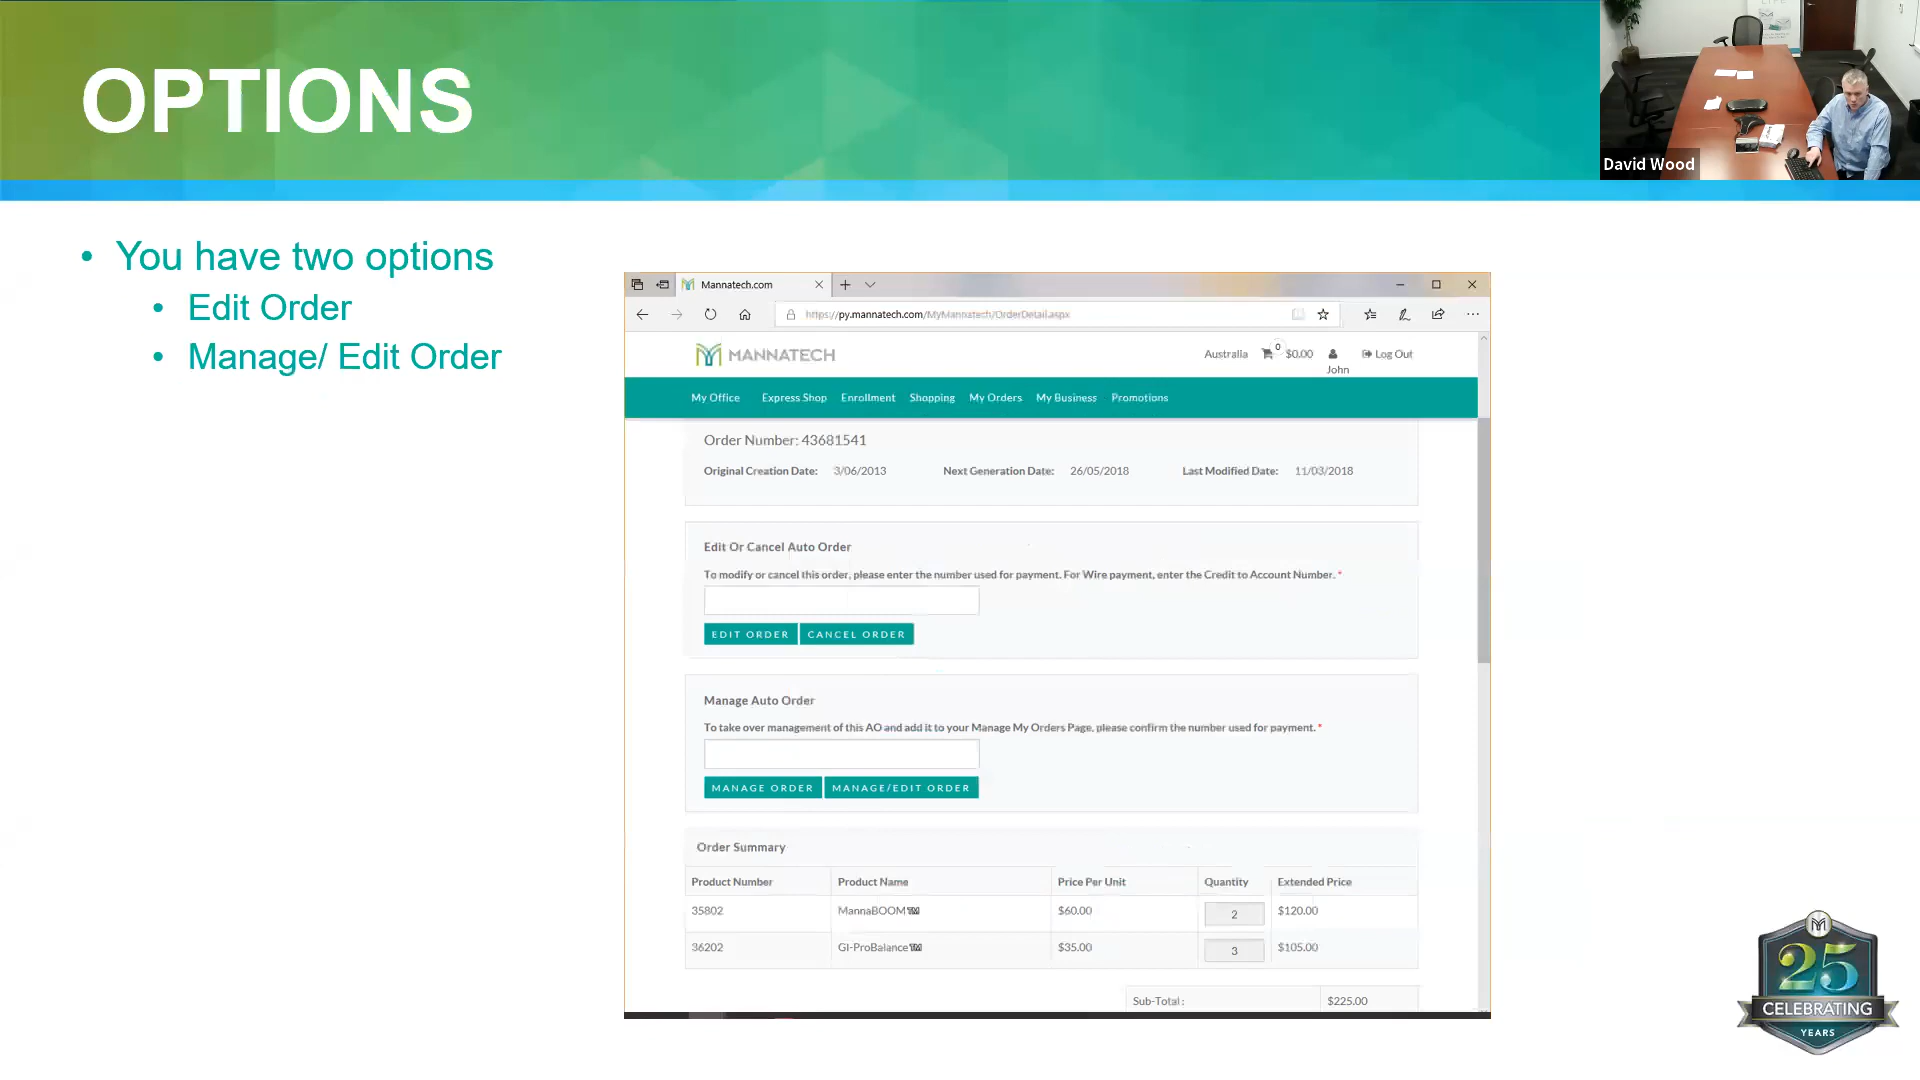 OPTIONS
David Wood
• You have two options
• Edit Order
• Manage/ Edit Order
Mannatech.com
https://py.mannatech.com/MyMannatech/OrderDetail.aspx
MANNATECH
Australia 0 $0.00 Log Out
John
My Office Express Shop Enrollment Shopping My Orders My Business Promotions
Order Number: 43681541
Original Creation Date: 3/06/2013 Next Generation Date: 26/05/2018 Last Modified Date: 11/03/2018
Edit Or Cancel Auto Order
To modify or cancel this order, please enter the number used for payment. For Wire payment, enter the Credit to Account Number. *
EDIT ORDER CANCEL ORDER
Manage Auto Order
To take over management of this AO and add it to your Manage My Orders Page, please confirm the number used for payment. *
MANAGE ORDER MANAGE/EDIT ORDER
Order Summary
Product Number Product Name Price Per Unit Quantity Extended Price
35802 MannaBOOM™ $60.00 2 $120.00
36202 GI-ProBalance™ $35.00 3 $105.00
Sub-Total : $225.00
25
CELEBRATING
YEARS